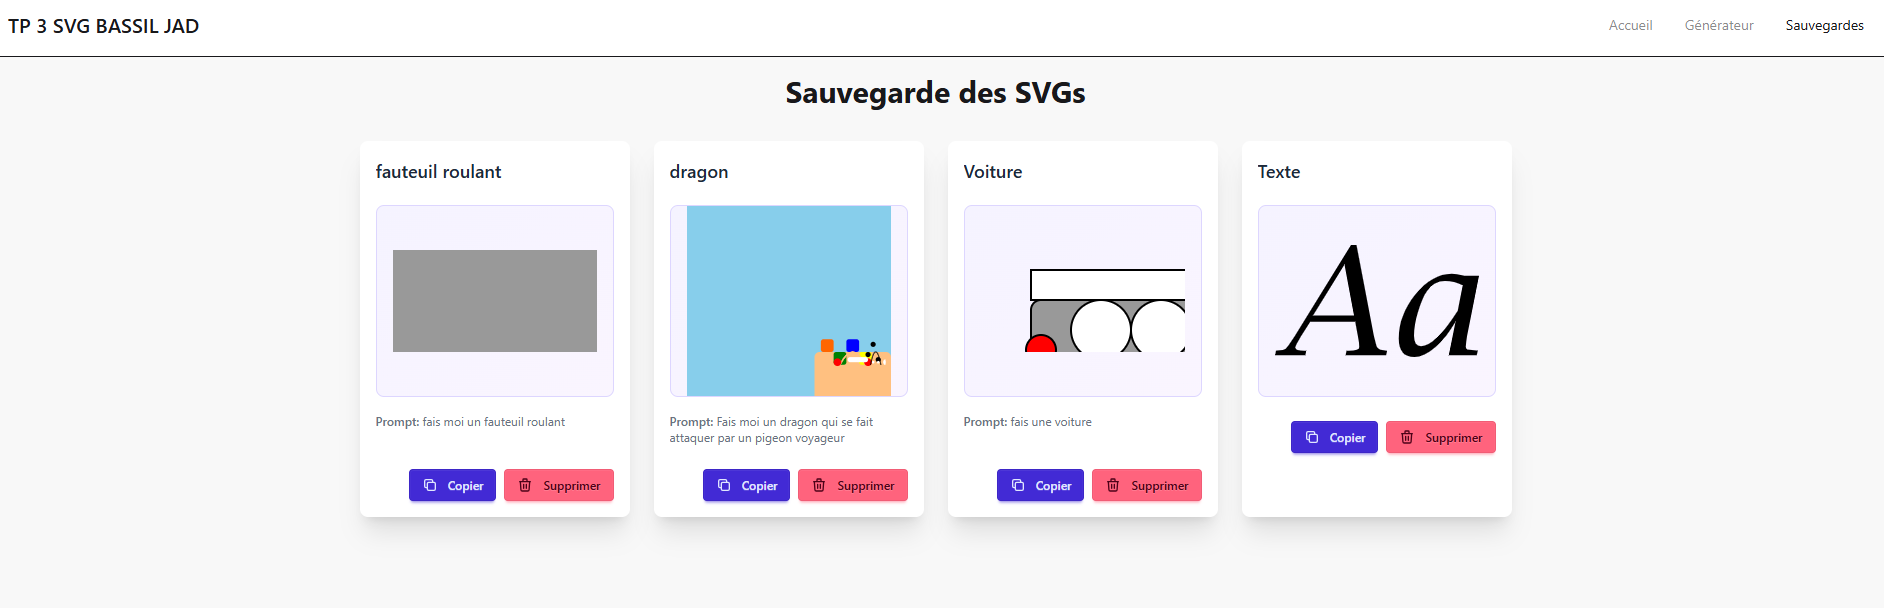 TP 3 SVG BASSIL JAD
Accueil
Générateur
Sauvegardes
Sauvegarde des SVGs
fauteuil roulant
Prompt: fais moi un fauteuil roulant
Copier
Supprimer
dragon
Prompt: Fais moi un dragon qui se fait
attaquer par un pigeon voyageur
Copier
Supprimer
Voiture
Prompt: fais une voiture
Copier
Supprimer
Texte
Aa
Copier
Supprimer